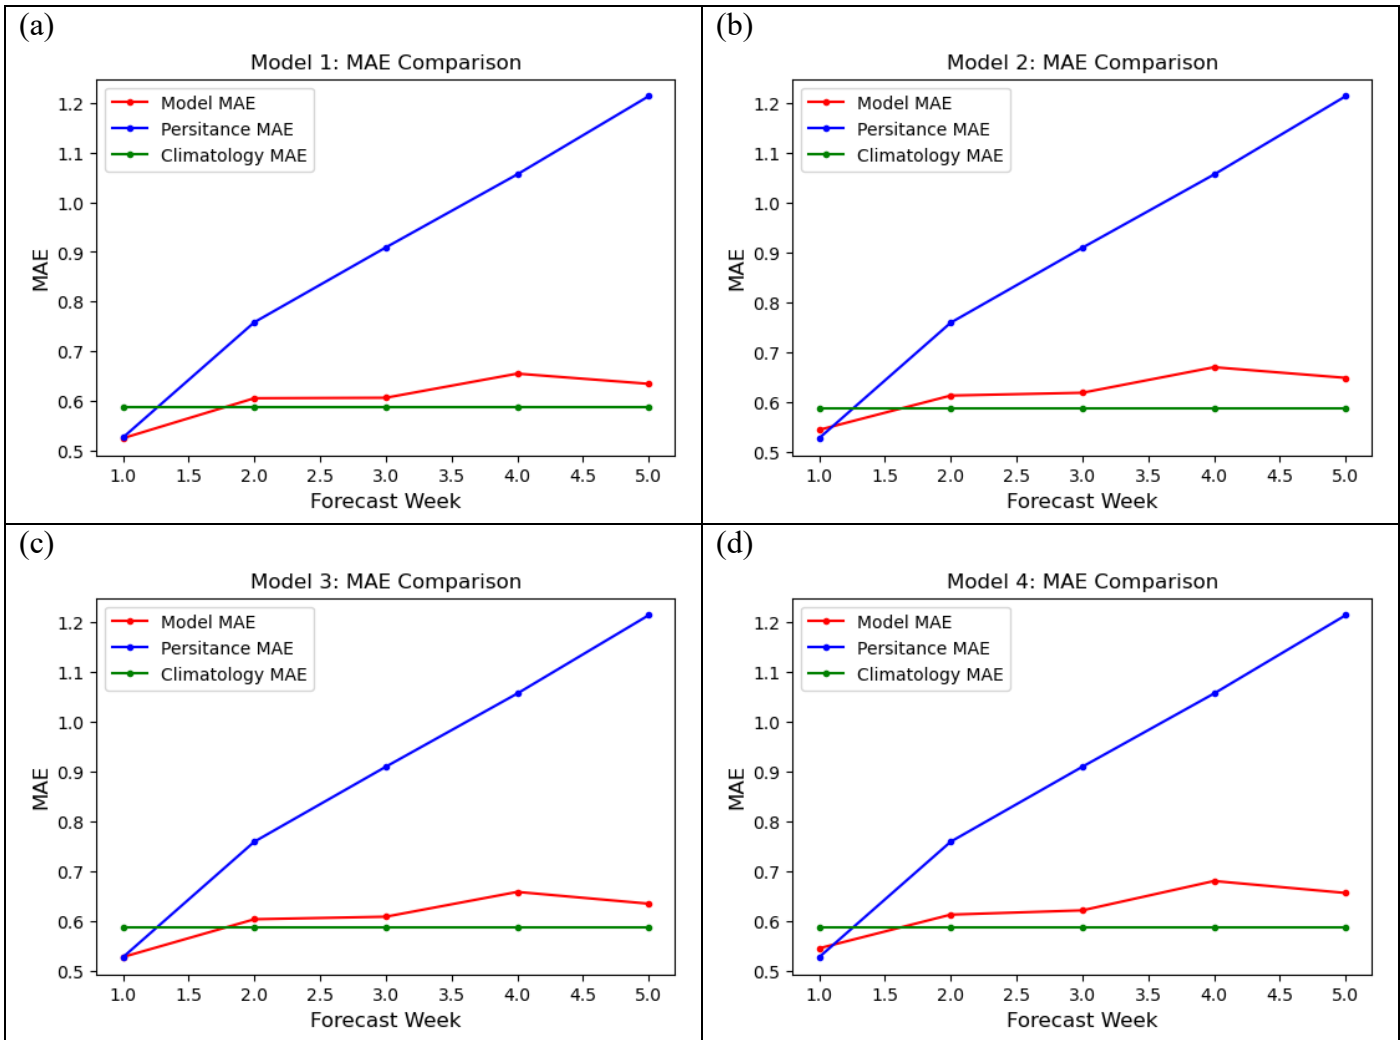 (a)
Model 1: MAE Comparison
Model MAE
Persitance MAE
Climatology MAE
1.2
1.1
1.0
0.9
0.8
0.7
0.6
0.5
MAE
1.0 1.5 2.0 2.5 3.0 3.5 4.0 4.5 5.0
Forecast Week
(b)
Model 2: MAE Comparison
Model MAE
Persitance MAE
Climatology MAE
1.2
1.1
1.0
0.9
0.8
0.7
0.6
0.5
MAE
1.0 1.5 2.0 2.5 3.0 3.5 4.0 4.5 5.0
Forecast Week
(c)
Model 3: MAE Comparison
Model MAE
Persitance MAE
Climatology MAE
1.2
1.1
1.0
0.9
0.8
0.7
0.6
0.5
MAE
1.0 1.5 2.0 2.5 3.0 3.5 4.0 4.5 5.0
Forecast Week
(d)
Model 4: MAE Comparison
Model MAE
Persitance MAE
Climatology MAE
1.2
1.1
1.0
0.9
0.8
0.7
0.6
0.5
MAE
1.0 1.5 2.0 2.5 3.0 3.5 4.0 4.5 5.0
Forecast Week